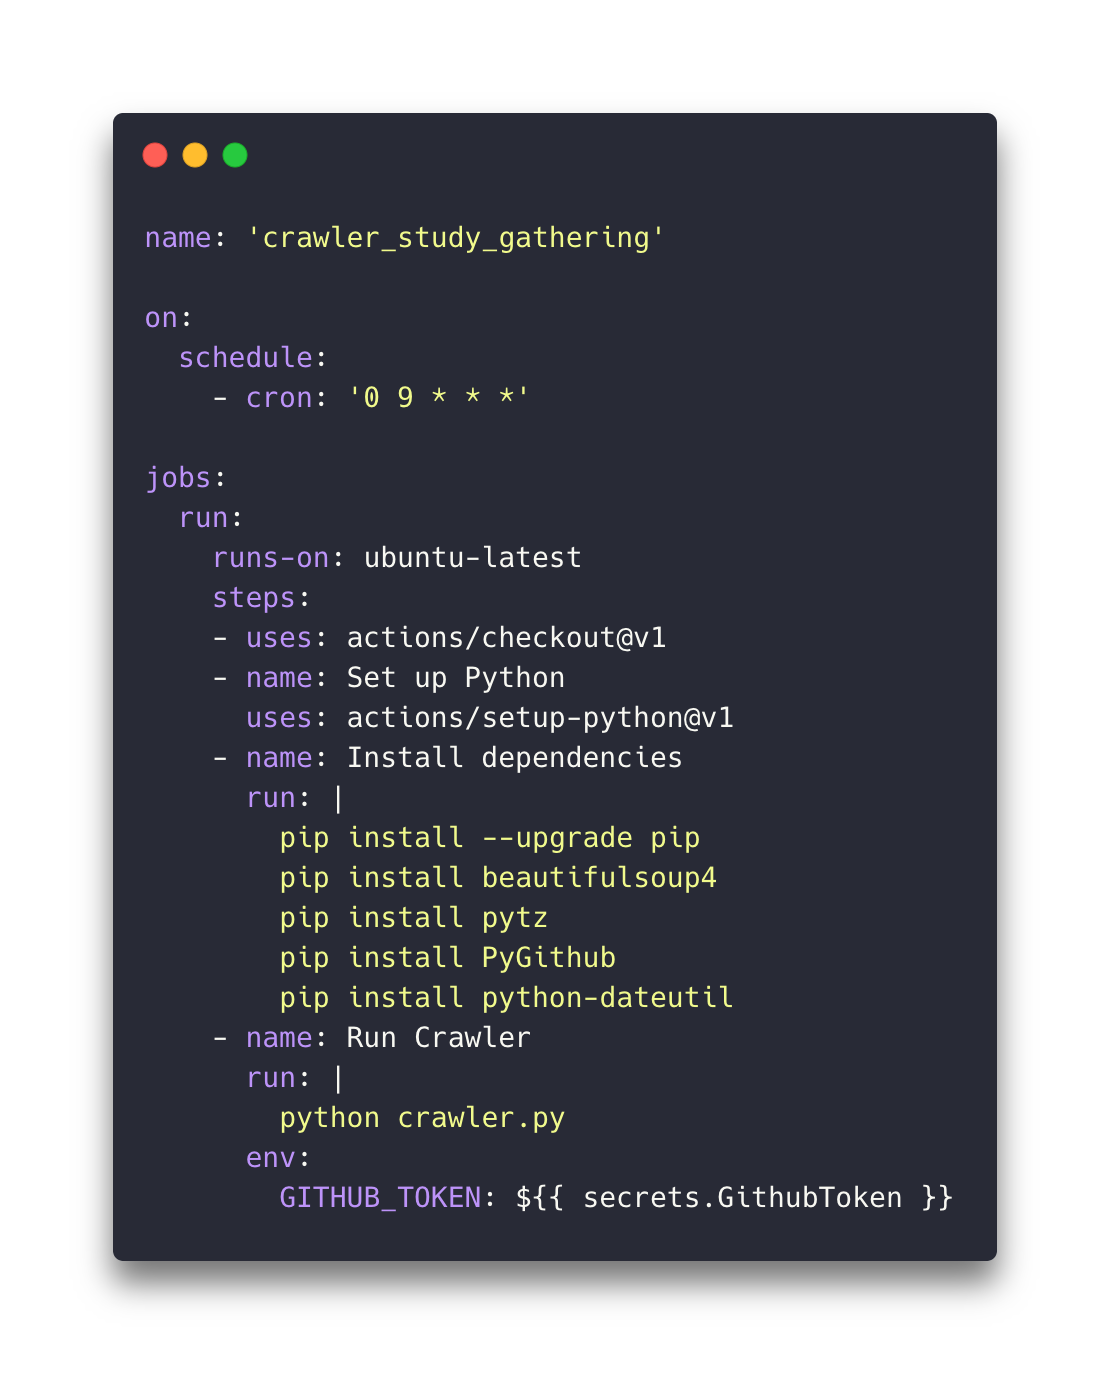 name: 'crawler_study_gathering'
on:
schedule:
- cron: '0 9 * * *'
jobs:
run:
runs-on: ubuntu-latest
steps:
- uses: actions/checkout@v1
- name: Set up Python
uses: actions/setup-python@v1
- name: Install dependencies
run: |
pip install --upgrade pip
pip install beautifulsoup4
pip install pytz
pip install PyGithub
pip install python-dateutil
- name: Run Crawler
run: |
python crawler.py
env:
GITHUB_TOKEN: ${{ secrets.GithubToken }}